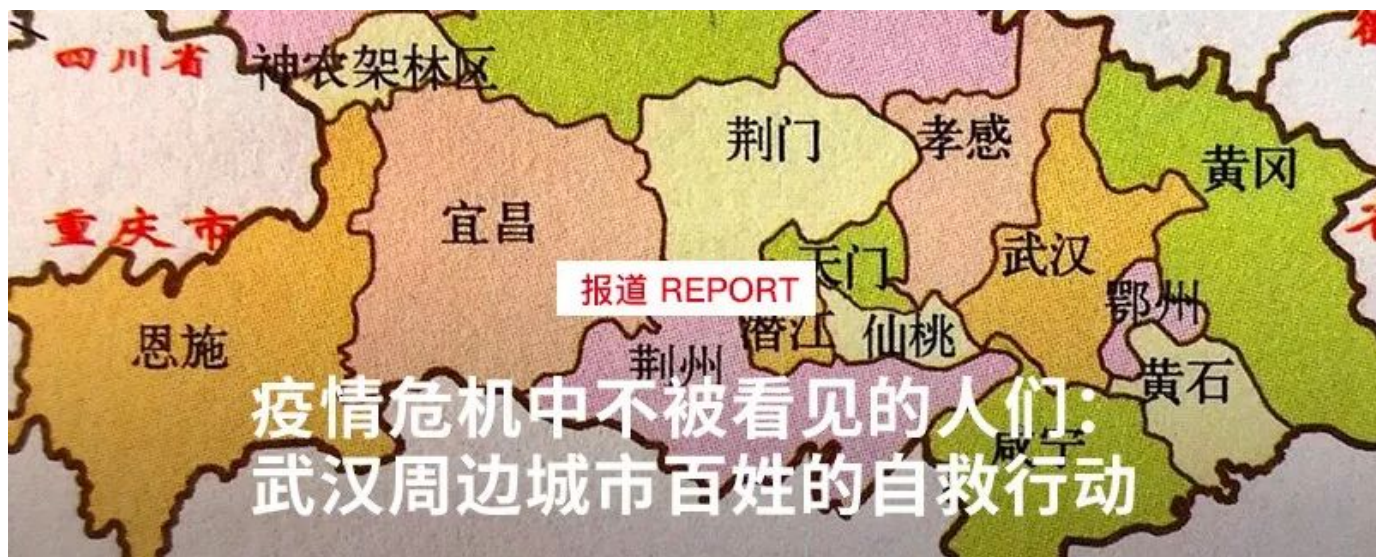 四川省
神农架林区
荆门
孝感
黄冈
重庆市
宜昌
武汉
天门
报道 REPORT
鄂州
恩施
潜江
仙桃
荆州
黄石
疫情危机中不被看见的人们：
咸宁
武汉周边城市百姓的自救行动